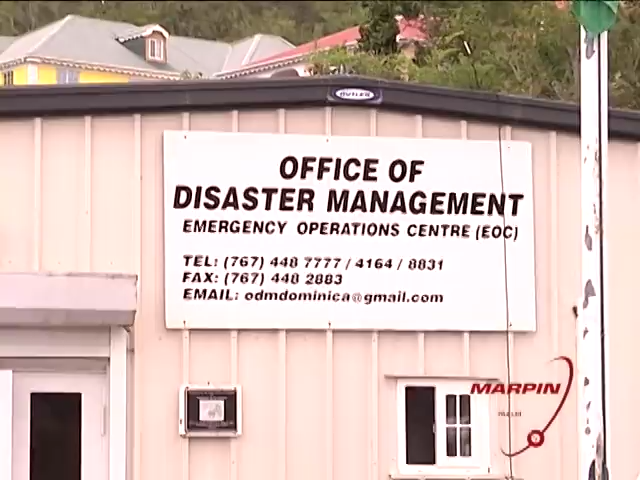 BUTLER
OFFICE OF
DISASTER MANAGEMENT
EMERGENCY OPERATIONS CENTRE (EOC)
TEL: (767) 448 7777 / 4164 / 8831
FAX: (767) 448 2883
EMAIL: odmdominica@gmail.com
MARPIN